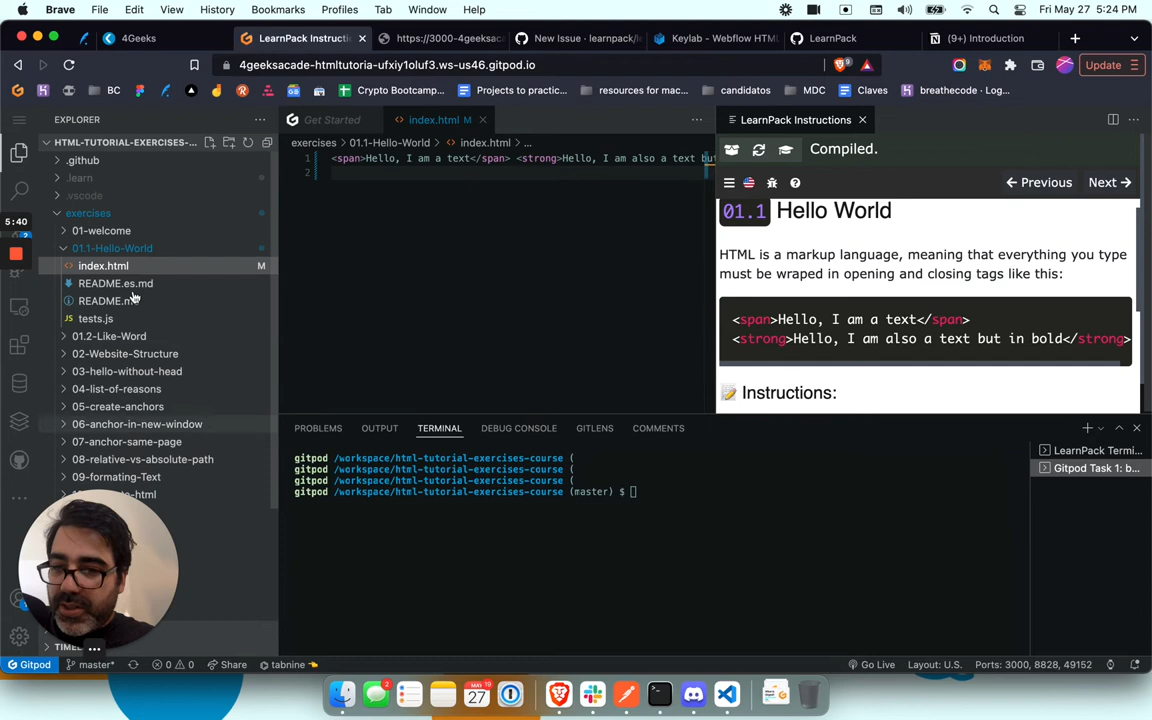 Brave File Edit View History Bookmarks Profiles Tab Window Help Fri May 27 5:24 PM
4Geeks LearnPack Instructi https://3000-4geeksac New Issue · learnpack/l Keylab - Webflow HTM LearnPack (9+) Introduction
4geeksacade-htmltutoria-ufxiy1oluf3.ws-us46.gitpod.io 9 Update
BC Crypto Bootcamp... Projects to practic... resources for mac... candidatos MDC Claves breathecode · Log...
EXPLORER Get Started index.html M LearnPack Instructions
HTML-TUTORIAL-EXERCISES-... exercises > 01.1-Hello-World > index.html > ... Compiled.
.github 1 <span>Hello, I am a text</span> <strong>Hello, I am also a text but
.learn 2
.vscode Previous Next
5:40
exercises 01.1 Hello World
01-welcome
01.1-Hello-World HTML is a markup language, meaning that everything you type
index.html M must be wraped in opening and closing tags like this:
README.es.md
README.m
tests.js <span>Hello, I am a text</span>
01.2-Like-Word <strong>Hello, I am also a text but in bold</strong>
02-Website-Structure
03-hello-without-head
04-list-of-reasons Instructions:
05-create-anchors
06-anchor-in-new-window PROBLEMS OUTPUT TERMINAL DEBUG CONSOLE GITLENS COMMENTS
07-anchor-same-page gitpod /workspace/html-tutorial-exercises-course ( LearnPack Termi...
08-relative-vs-absolute-path gitpod /workspace/html-tutorial-exercises-course ( Gitpod Task 1: b...
09-formating-Text gitpod /workspace/html-tutorial-exercises-course (
gitpod /workspace/html-tutorial-exercises-course (master) $
TIMEL
Gitpod master* 0 0 Share tabnine Go Live Layout: U.S. Ports: 3000, 8828, 49152
2 MAY 27